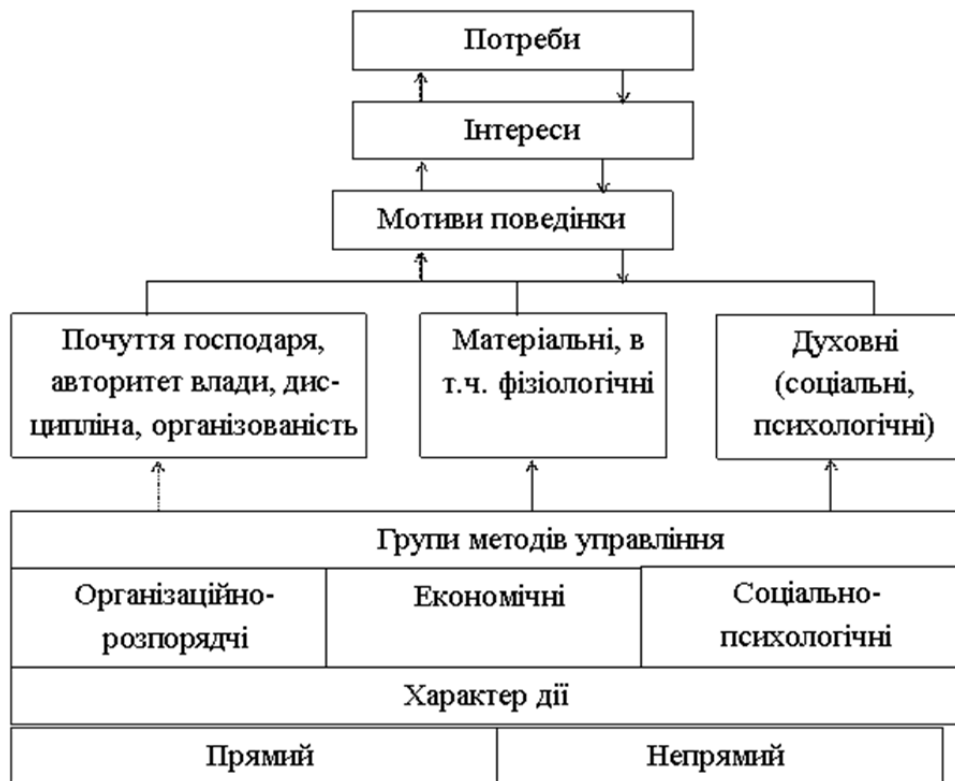 Потреби
Інтереси
Мотиви поведінки
Почуття господаря,
авторитет влади, дис-
ципліна, організованість
Матеріальні, в
т.ч. фізіологічні
Духовні
(соціальні,
психологічні)
Групи методів управління
Організаційно-
розпорядчі
Економічні
Соціально-
психологічні
Характер дії
Прямий
Непрямий